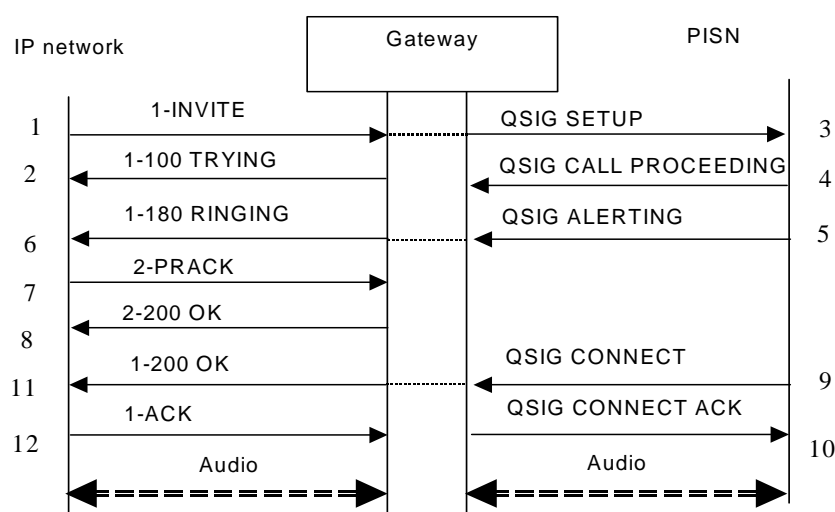 IP network Gateway PISN
1 1-INVITE QSIG SETUP 3
2 1-100 TRYING QSIG CALL PROCEEDING 4
6 1-180 RINGING QSIG ALERTING 5
7 2-PRACK
8 2-200 OK
11 1-200 OK QSIG CONNECT 9
12 1-ACK QSIG CONNECT ACK 10
Audio Audio